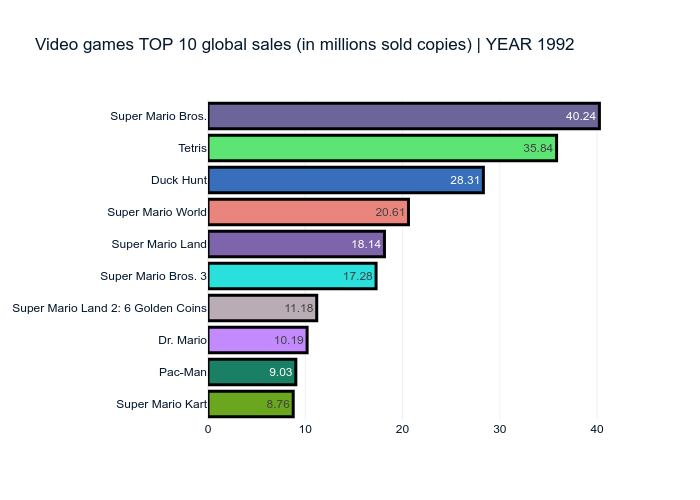 Video games TOP 10 global sales (in millions sold copies) | YEAR 1992
Super Mario Bros. 40.24
Tetris 35.84
Duck Hunt 28.31
Super Mario World 20.61
Super Mario Land 18.14
Super Mario Bros. 3 17.28
Super Mario Land 2: 6 Golden Coins 11.18
Dr. Mario 10.19
Pac-Man 9.03
Super Mario Kart 8.76
0 10 20 30 40